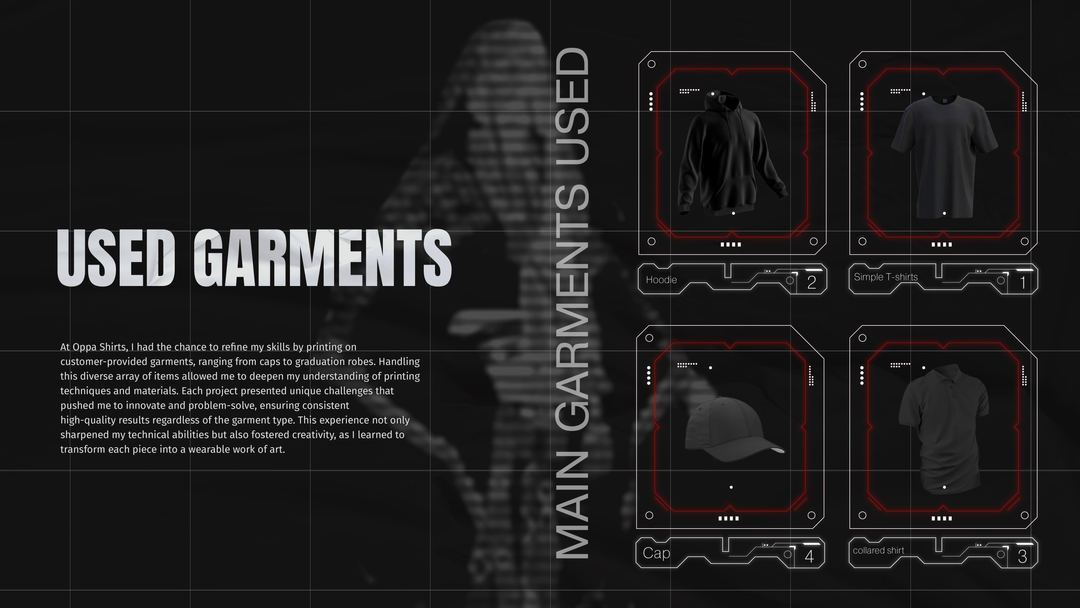 USED GARMENTS
At Oppa Shirts, I had the chance to refine my skills by printing on
customer-provided garments, ranging from caps to graduation robes. Handling
this diverse array of items allowed me to deepen my understanding of printing
techniques and materials. Each project presented unique challenges that
pushed me to innovate and problem-solve, ensuring consistent
high-quality results regardless of the garment type. This experience not only
sharpened my technical abilities but also fostered creativity, as I learned to
transform each piece into a wearable work of art.
MAIN GARMENTS USED
Hoodie
2
Simple T-shirts
1
Cap
4
collared shirt
3